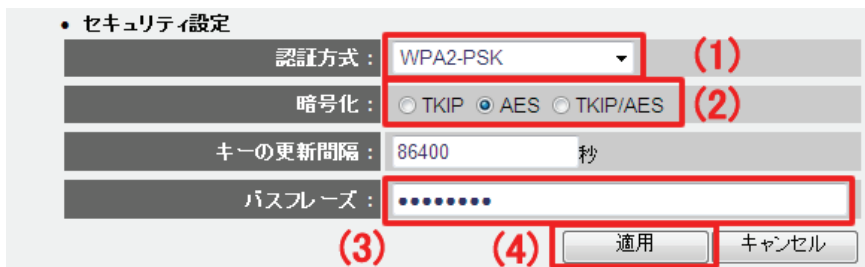 • セキュリティ設定
認証方式： WPA2-PSK (1)
暗号化： TKIP AES TKIP/AES (2)
キーの更新間隔： 86400 秒
パスフレーズ： ••••••••
(3) (4) 適用 キャンセル